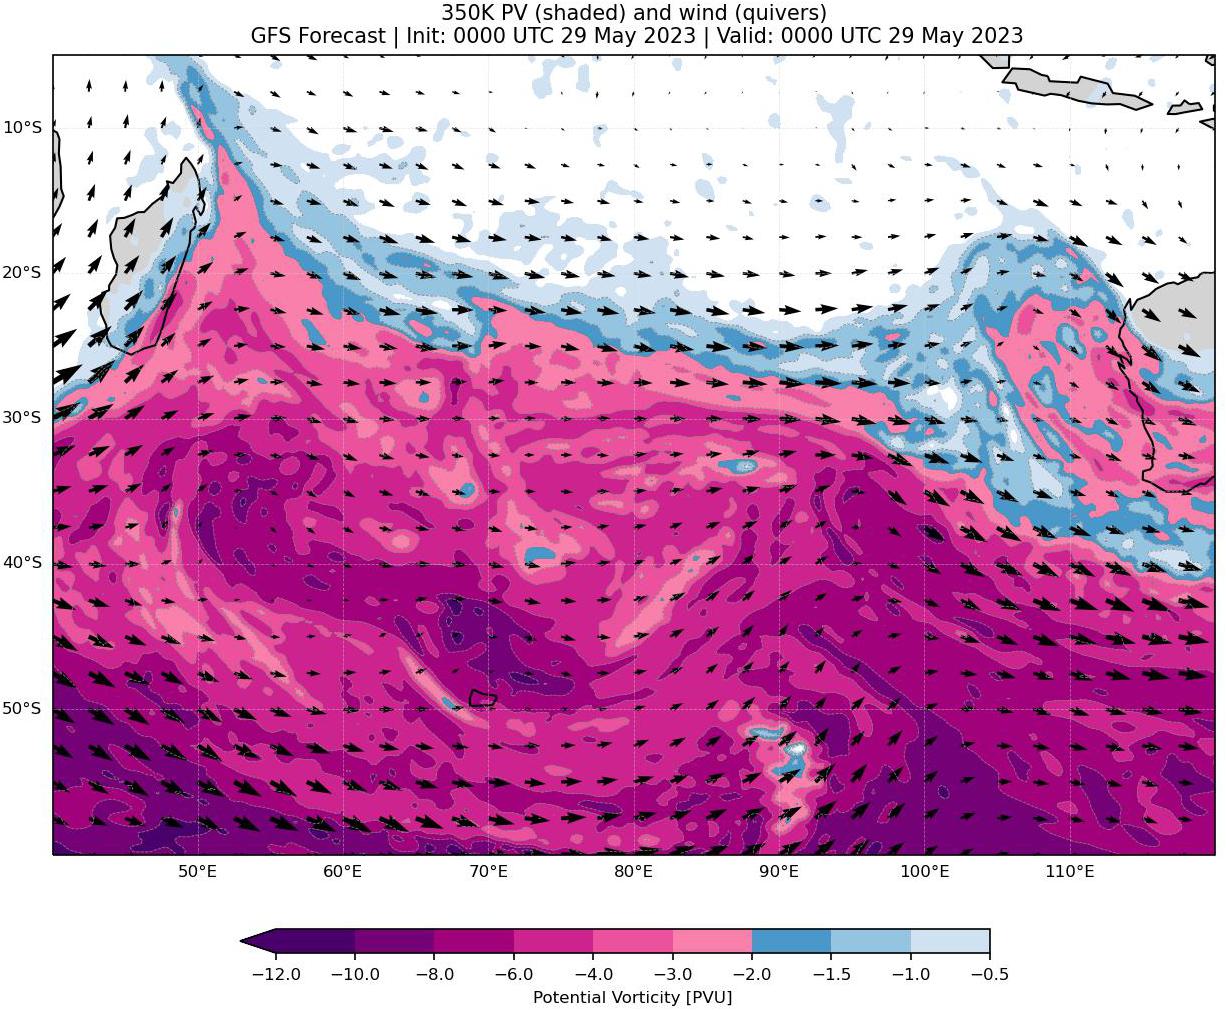 350K PV (shaded) and wind (quivers)
GFS Forecast | Init: 0000 UTC 29 May 2023 | Valid: 0000 UTC 29 May 2023
10°S
20°S
30°S
40°S
50°S
50°E 60°E 70°E 80°E 90°E 100°E 110°E
−12.0 −10.0 −8.0 −6.0 −4.0 −3.0 −2.0 −1.5 −1.0 −0.5
Potential Vorticity [PVU]